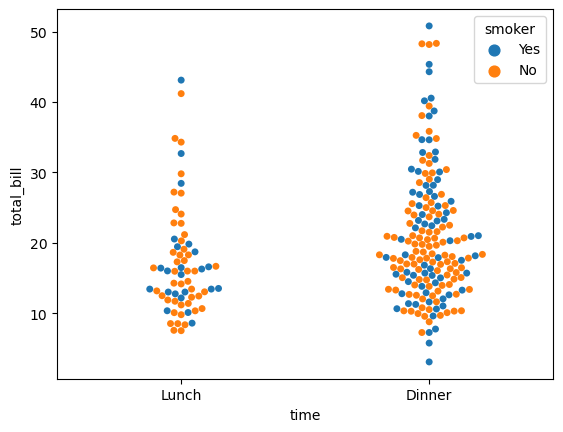 smoker
Yes
No
50
40
30
20
10
total_bill
Lunch
Dinner
time